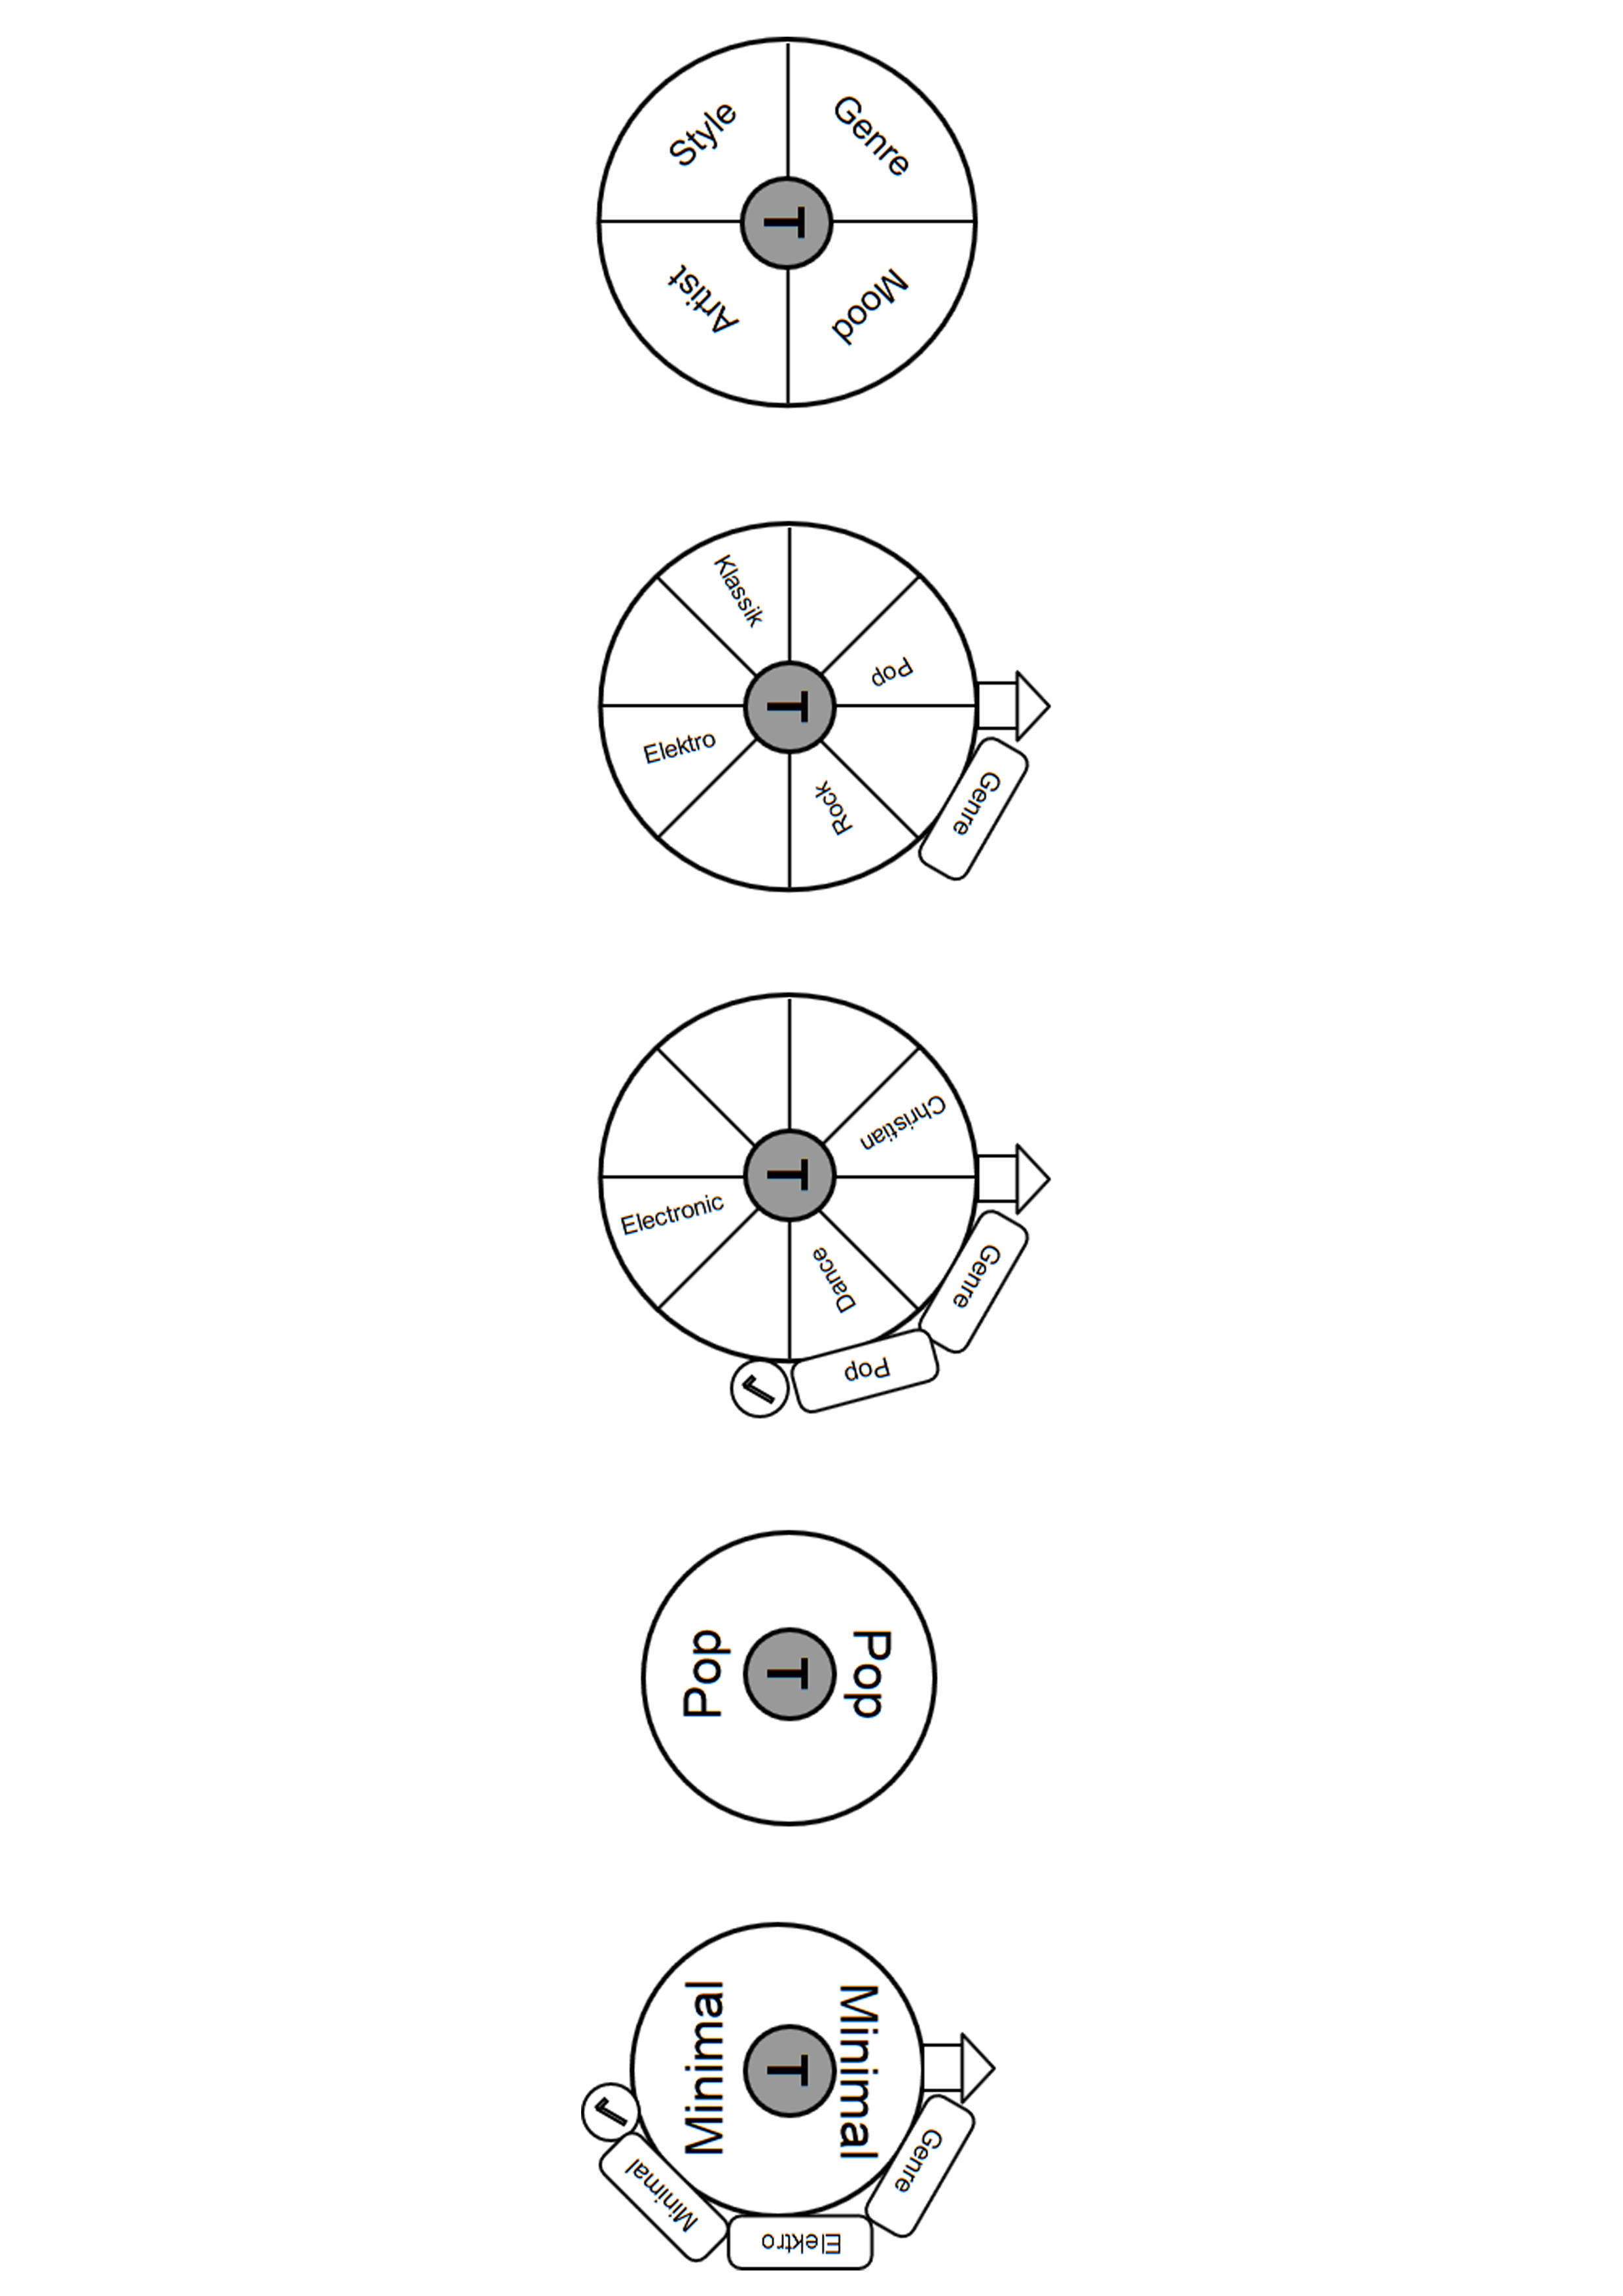 Style
Genre
T
Artist
Mood
Klassik
Pop
T
Elektro
Rock
Genre
Christian
T
Electronic
Dance
Genre
Pop
Pop
T
Pop
Minimal
T
Minimal
Genre
Minimal
Elektro